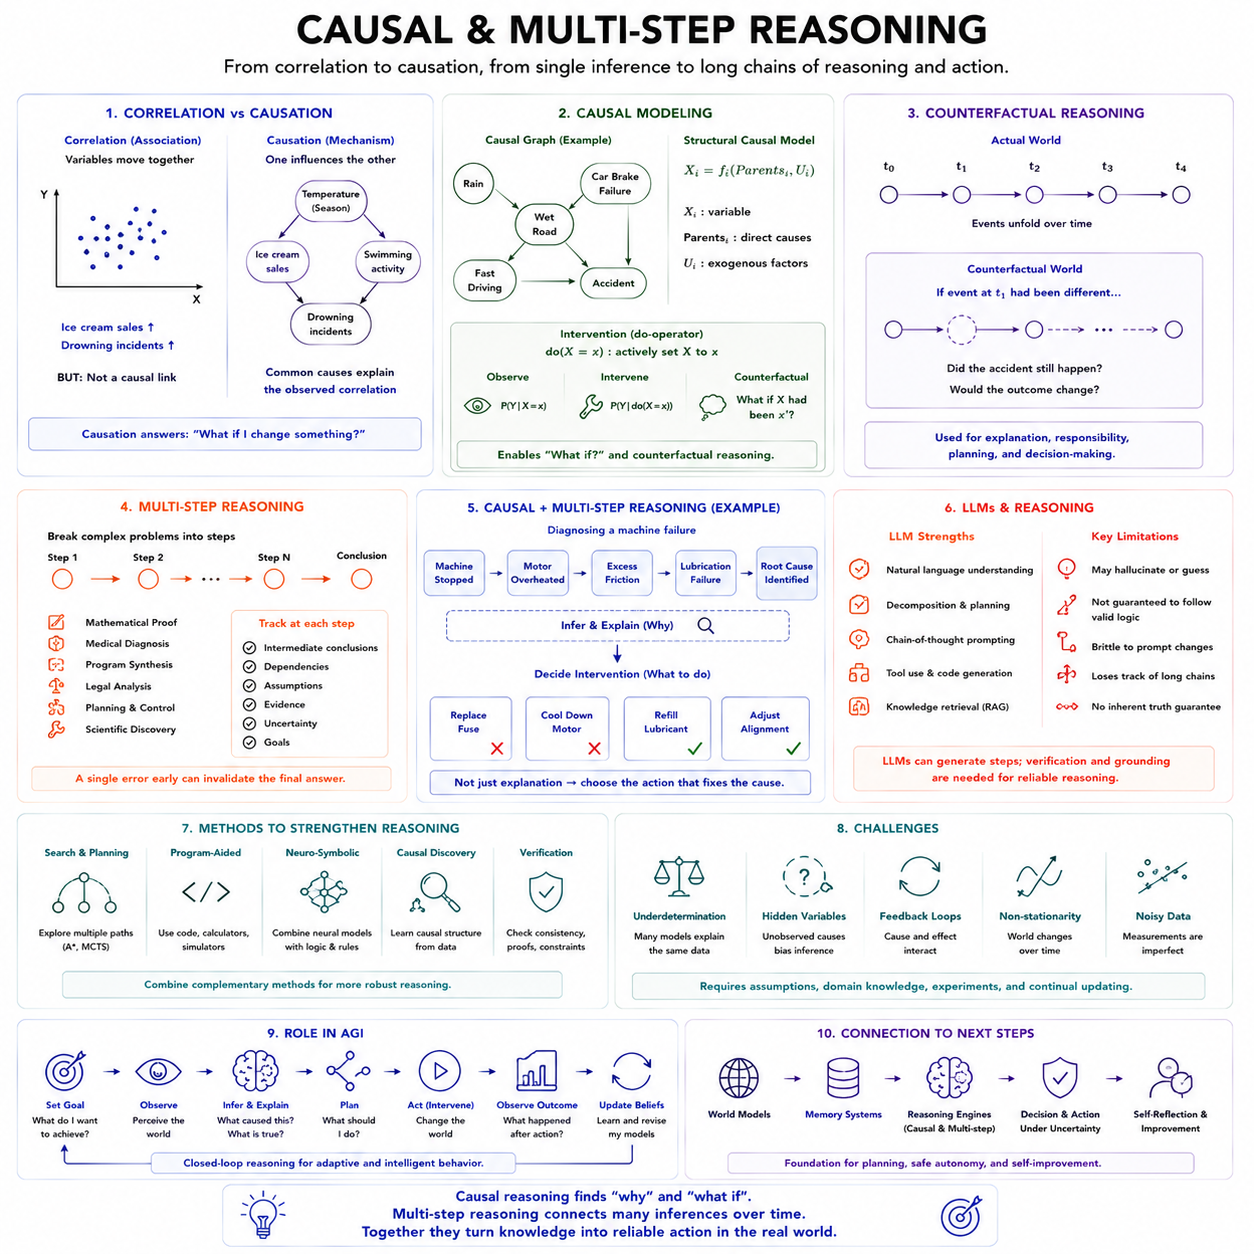 CAUSAL & MULTI-STEP REASONING
From correlation to causation, from single inference to long chains of reasoning and action.
1. CORRELATION vs CAUSATION
Correlation (Association)
Variables move together
Y
X
Ice cream sales ↑
Drowning incidents ↑
BUT: Not a causal link
Causation (Mechanism)
One influences the other
Temperature
(Season)
Ice cream
sales
Swimming
activity
Drowning
incidents
Common causes explain
the observed correlation
Causation answers: "What if I change something?"
2. CAUSAL MODELING
Causal Graph (Example)
Rain
Car Brake
Failure
Wet
Road
Fast
Driving
Accident
Structural Causal Model
Xᵢ = fᵢ(Parentsᵢ, Uᵢ)
Xᵢ : variable
Parentsᵢ : direct causes
Uᵢ : exogenous factors
Intervention (do-operator)
do(X = x) : actively set X to x
Observe
P(Y|X=x)
Intervene
P(Y|do(X=x))
Counterfactual
What if X had
been x'?
Enables "What if?" and counterfactual reasoning.
3. COUNTERFACTUAL REASONING
Actual World
t₀ t₁ t₂ t₃ t₄
Events unfold over time
Counterfactual World
If event at t₁ had been different...
...
Did the accident still happen?
Would the outcome change?
Used for explanation, responsibility,
planning, and decision-making.
4. MULTI-STEP REASONING
Break complex problems into steps
Step 1 Step 2 ... Step N Conclusion
Mathematical Proof
Medical Diagnosis
Program Synthesis
Legal Analysis
Planning & Control
Scientific Discovery
Track at each step
Intermediate conclusions
Dependencies
Assumptions
Evidence
Uncertainty
Goals
A single error early can invalidate the final answer.
5. CAUSAL + MULTI-STEP REASONING (EXAMPLE)
Diagnosing a machine failure
Machine
Stopped
Motor
Overheated
Excess
Friction
Lubrication
Failure
Root Cause
Identified
Infer & Explain (Why)
Decide Intervention (What to do)
Replace
Fuse
Cool Down
Motor
Refill
Lubricant
Adjust
Alignment
Not just explanation → choose the action that fixes the cause.
6. LLMs & REASONING
LLM Strengths
Natural language understanding
Decomposition & planning
Chain-of-thought prompting
Tool use & code generation
Knowledge retrieval (RAG)
Key Limitations
May hallucinate or guess
Not guaranteed to follow
valid logic
Brittle to prompt changes
Loses track of long chains
No inherent truth guarantee
LLMs can generate steps; verification and grounding
are needed for reliable reasoning.
7. METHODS TO STRENGTHEN REASONING
Search & Planning
Explore multiple paths
(A*, MCTS)
Program-Aided
</>
Use code, calculators,
simulators
Neuro-Symbolic
Combine neural models
with logic & rules
Causal Discovery
Learn causal structure
from data
Verification
Check consistency,
proofs, constraints
Combine complementary methods for more robust reasoning.
8. CHALLENGES
Underdetermination
Many models explain
the same data
?
Hidden Variables
Unobserved causes
bias inference
Feedback Loops
Cause and effect
interact
Non-stationarity
World changes
over time
Noisy Data
Measurements are
imperfect
Requires assumptions, domain knowledge, experiments, and continual updating.
9. ROLE IN AGI
Set Goal
What do I want
to achieve?
Observe
Perceive the
world
Infer & Explain
What caused this?
What is true?
Plan
What should
I do?
Act (Intervene)
Change the
world
Observe Outcome
What happened
after action?
Update Beliefs
Learn and revise
my models
Closed-loop reasoning for adaptive and intelligent behavior.
10. CONNECTION TO NEXT STEPS
World Models
Memory Systems
Reasoning Engines
(Causal & Multi-step)
Decision & Action
Under Uncertainty
Self-Reflection &
Improvement
Foundation for planning, safe autonomy, and self-improvement.
Causal reasoning finds "why" and "what if".
Multi-step reasoning connects many inferences over time.
Together they turn knowledge into reliable action in the real world.